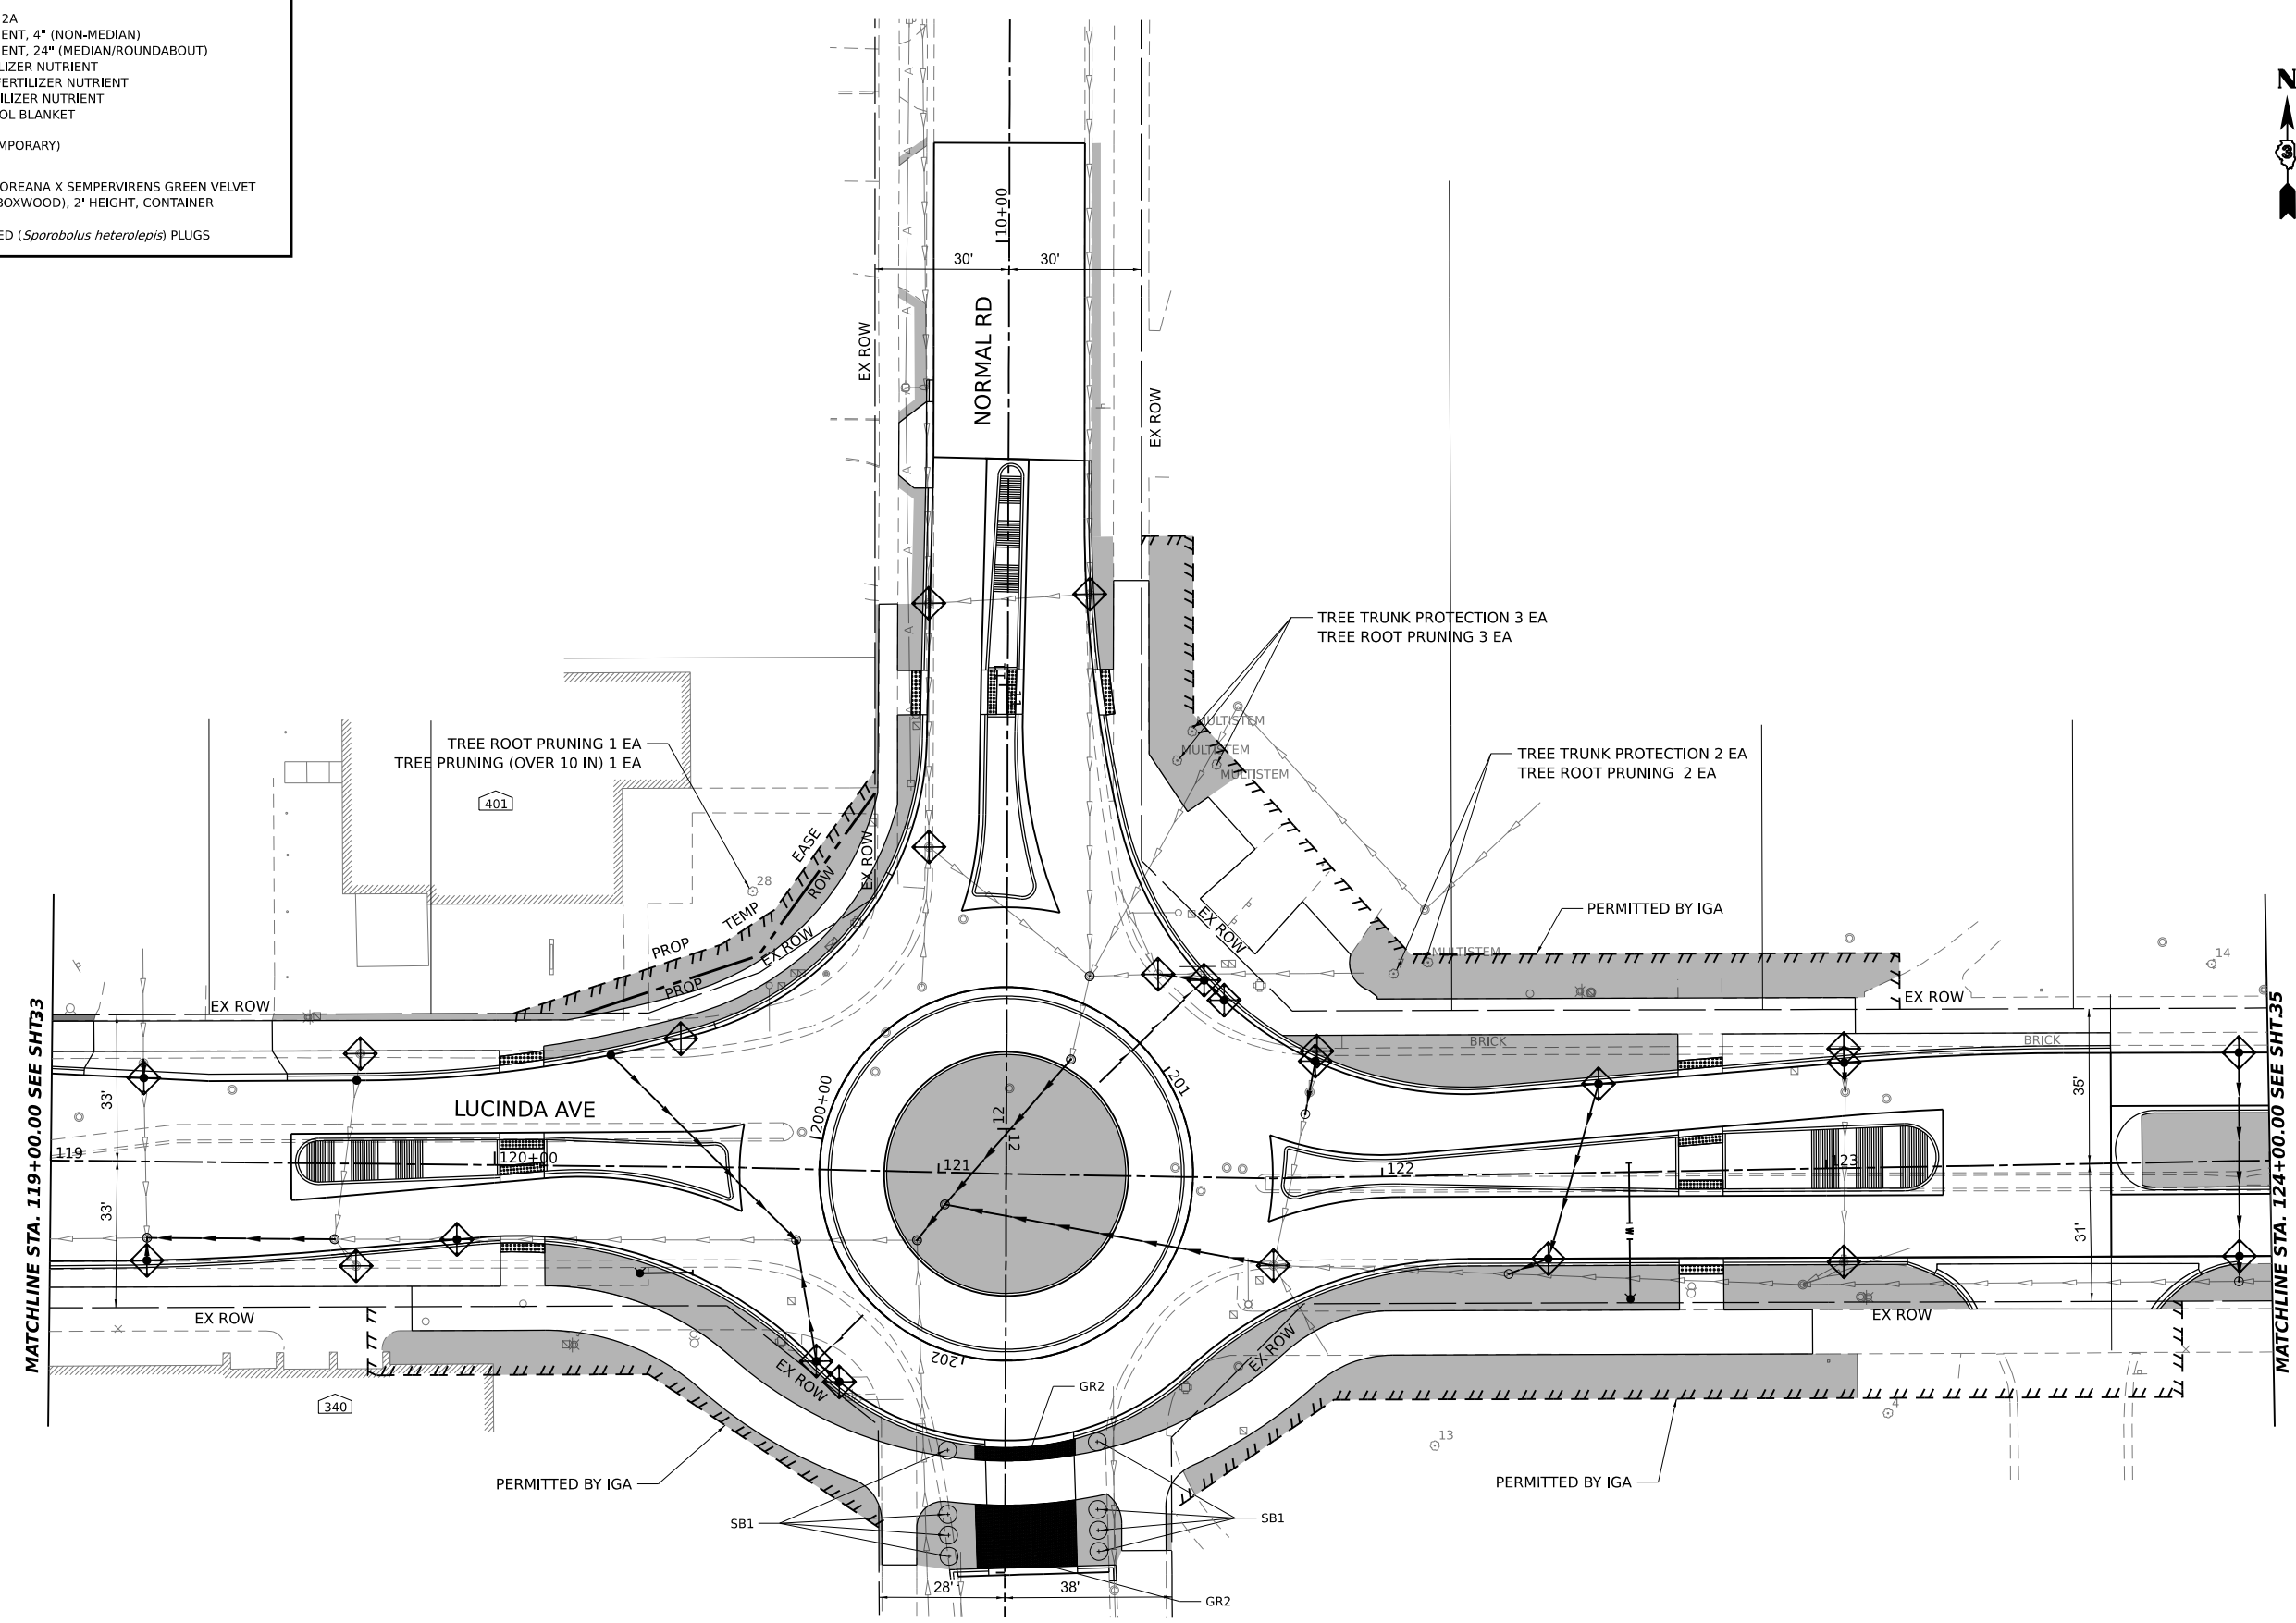 2A
ENT, 4" (NON-MEDIAN)
ENT, 24" (MEDIAN/ROUNDABOUT)
LIZER NUTRIENT
FERTILIZER NUTRIENT
ILIZER NUTRIENT
OL BLANKET
MPORARY)
OREANA X SEMPERVIRENS GREEN VELVET
BOXWOOD), 2' HEIGHT, CONTAINER
ED (Sporobolus heterolepis) PLUGS
N
3
10+00
30'
30'
NORMAL RD
EX ROW
EX ROW
A
A
A
A
A
A
A
TREE TRUNK PROTECTION 3 EA
TREE ROOT PRUNING 3 EA
11
11
MULTISTEM
MULTISTEM
MULTISTEM
TREE ROOT PRUNING 1 EA
TREE PRUNING (OVER 10 IN) 1 EA
TREE TRUNK PROTECTION 2 EA
TREE ROOT PRUNING 2 EA
401
28
PROP
TEMP
EASE
PROP
ROW
EX ROW
EX ROW
EX ROW
PERMITTED BY IGA
MULTISTEM
7
14
EX ROW
EX ROW
BRICK
BRICK
33'
33'
35'
31'
LUCINDA AVE
200+00
201
202
12
12
119
120+00
121
122
123
W
MATCHLINE STA. 119+00.00 SEE SHT.33
MATCHLINE STA. 124+00.00 SEE SHT.35
EX ROW
EX ROW
EX ROW
EX ROW
340
GR2
4
13
PERMITTED BY IGA
PERMITTED BY IGA
SB1
SB1
28'
38'
GR2